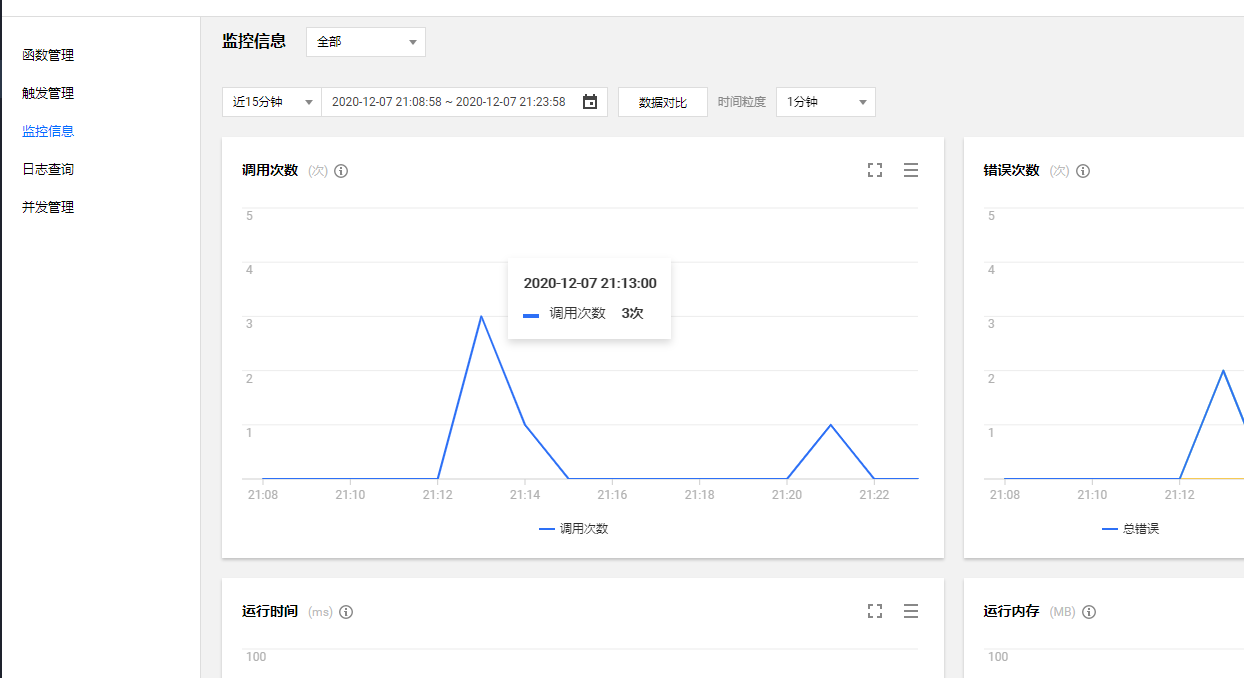 函数管理
触发管理
监控信息
日志查询
并发管理
监控信息 全部
近15分钟 2020-12-07 21:08:58 ~ 2020-12-07 21:23:58 数据对比 时间粒度 1分钟
调用次数 (次)
5
4
3
2
1
2020-12-07 21:13:00
调用次数 3次
21:08 21:10 21:12 21:14 21:16 21:18 21:20 21:22
调用次数
错误次数 (次)
5
4
3
2
1
21:08 21:10 21:12
总错误
运行时间 (ms)
100
运行内存 (MB)
100